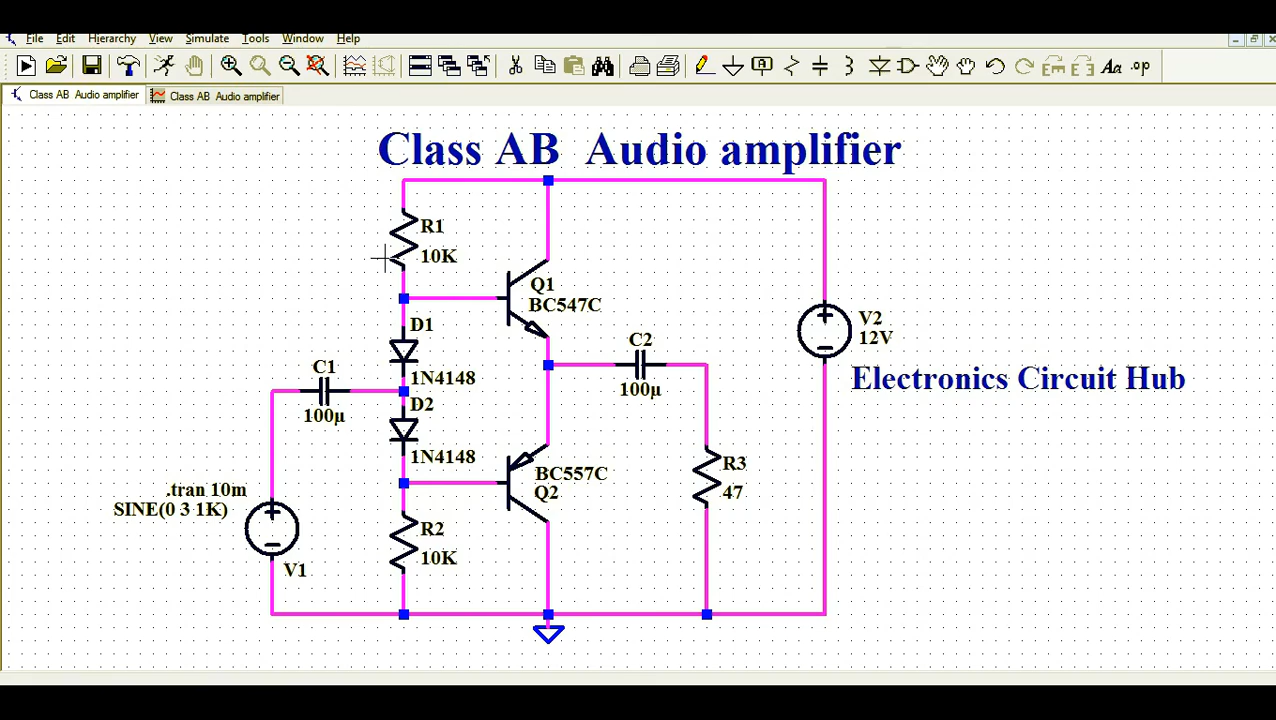 File Edit Hierarchy View Simulate Tools Window Help
Aa .op
Class AB Audio amplifier
Class AB Audio amplifier
Class AB Audio amplifier
R1
10K
Q1
BC547C
D1
1N4148
C1
100µ
D2
1N4148
C2
100µ
V2
12V
Electronics Circuit Hub
BC557C
Q2
R3
47
.tran 10m
SINE(0 3 1K)
V1
R2
10K